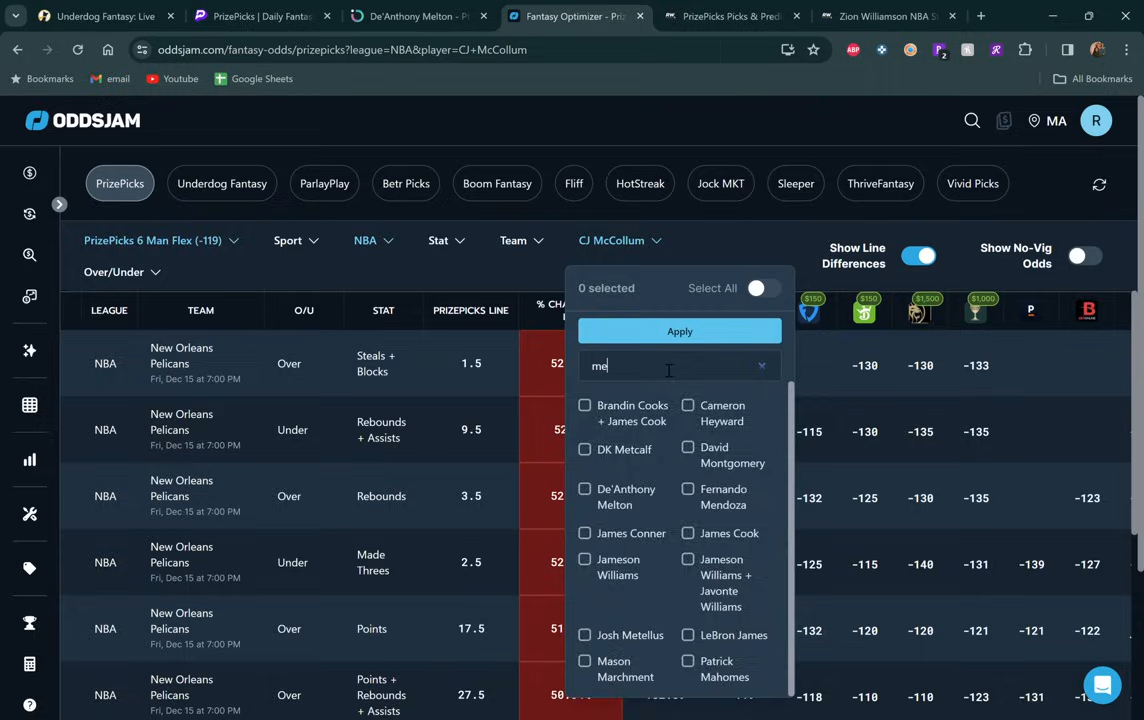 Underdog Fantasy: Live
PrizePicks | Daily Fantas
De'Anthony Melton - P
Fantasy Optimizer - Priz
PrizePicks Picks & Pred
Zion Williamson NBA S
oddsjam.com/fantasy-odds/prizepicks?league=NBA&player=CJ+McCollum
ABP
2
Bookmarks
email
Youtube
Google Sheets
All Bookmarks
ODDSJAM
MA
R
PrizePicks
Underdog Fantasy
ParlayPlay
Betr Picks
Boom Fantasy
Fliff
HotStreak
Jock MKT
Sleeper
ThriveFantasy
Vivid Picks
PrizePicks 6 Man Flex (-119)
Sport
NBA
Stat
Team
CJ McCollum
Show Line
Differences
Show No-Vig
Odds
Over/Under
0 selected
Select All
Apply
me
Brandin Cooks
+ James Cook
Cameron
Heyward
DK Metcalf
David
Montgomery
De'Anthony
Melton
Fernando
Mendoza
James Conner
James Cook
Jameson
Williams
Jameson
Williams +
Javonte
Williams
Josh Metellus
LeBron James
Mason
Marchment
Patrick
Mahomes
LEAGUE
TEAM
O/U
STAT
PRIZEPICKS LINE
% CHA
$150
$150
$1,500
$1,000
NBA
New Orleans
Pelicans
Fri, Dec 15 at 7:00 PM
Over
Steals +
Blocks
1.5
52
-130
-130
-133
NBA
New Orleans
Pelicans
Fri, Dec 15 at 7:00 PM
Under
Rebounds
+ Assists
9.5
52
-115
-130
-135
-135
NBA
New Orleans
Pelicans
Fri, Dec 15 at 7:00 PM
Over
Rebounds
3.5
52
-132
-125
-130
-135
-123
NBA
New Orleans
Pelicans
Fri, Dec 15 at 7:00 PM
Under
Made
Threes
2.5
52
-125
-115
-140
-131
-139
-127
NBA
New Orleans
Pelicans
Fri, Dec 15 at 7:00 PM
Over
Points
17.5
51
-132
-120
-120
-121
-121
-122
NBA
New Orleans
Pelicans
Fri, Dec 15 at 7:00 PM
Over
Points +
Rebounds
+ Assists
27.5
-118
-110
-110
-123
-131
-118